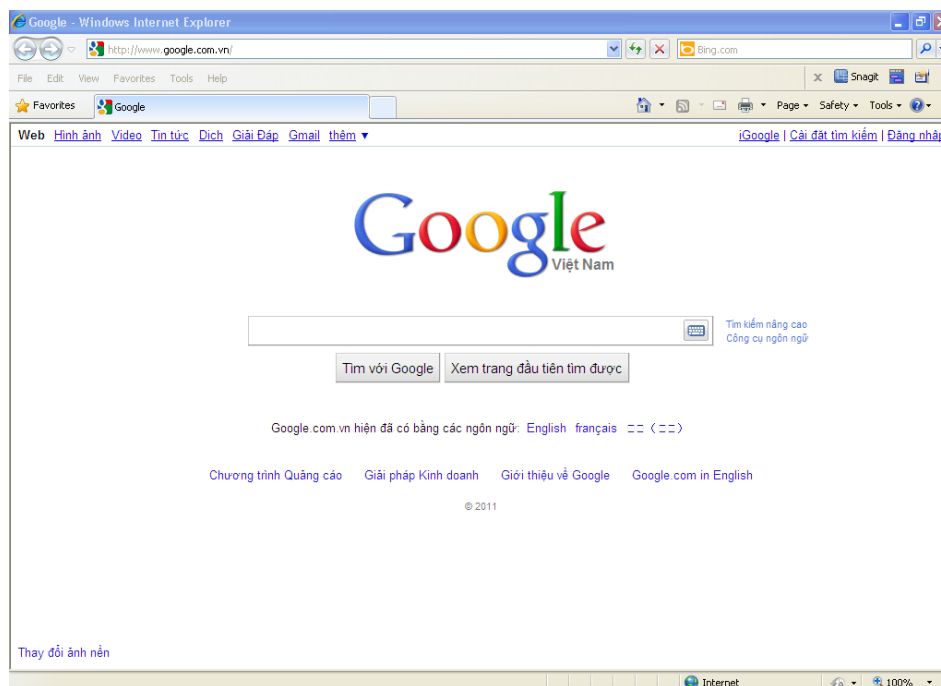 Google - Windows Internet Explorer
http://www.google.com.vn/
Bing.com
File Edit View Favorites Tools Help
Snagit
Favorites
Google
Page Safety Tools
Web Hình ảnh Video Tin tức Dịch Giải Đáp Gmail thêm ▼
iGoogle | Cài đặt tìm kiếm | Đăng nhập
Google
Việt Nam
Tìm kiếm nâng cao
Công cụ ngôn ngữ
Tìm với Google
Xem trang đầu tiên tìm được
Google.com.vn hiện đã có bằng các ngôn ngữ: English français
Chương trình Quảng cáo Giải pháp Kinh doanh Giới thiệu về Google Google.com in English
© 2011
Thay đổi ảnh nền
Internet
100%